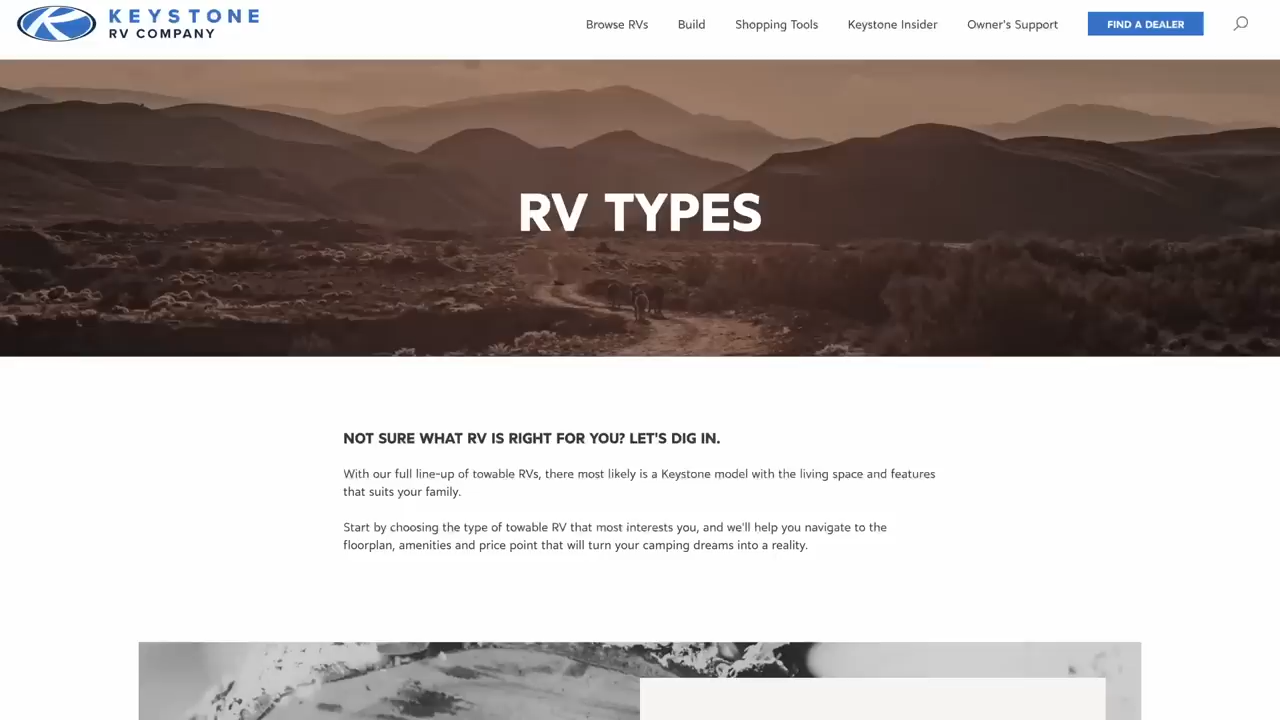 KEYSTONE
RV COMPANY
Browse RVs
Build
Shopping Tools
Keystone Insider
Owner's Support
FIND A DEALER
RV TYPES
NOT SURE WHAT RV IS RIGHT FOR YOU? LET'S DIG IN.
With our full line-up of towable RVs, there most likely is a Keystone model with the living space and features
that suits your family.
Start by choosing the type of towable RV that most interests you, and we'll help you navigate to the
floorplan, amenities and price point that will turn your camping dreams into a reality.